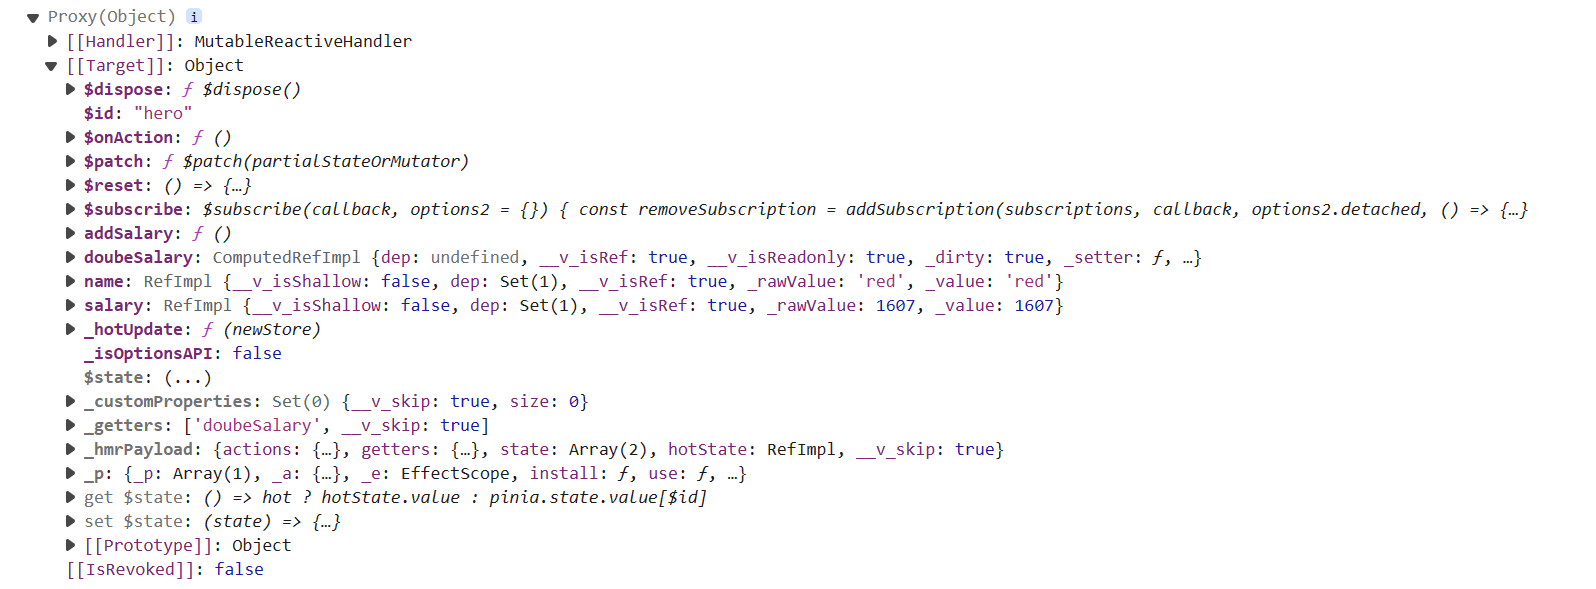 Proxy(Object) i
[[Handler]]: MutableReactiveHandler
[[Target]]: Object
$dispose: ƒ $dispose()
$id: "hero"
$onAction: ƒ ()
$patch: ƒ $patch(partialStateOrMutator)
$reset: () => {…}
$subscribe: $subscribe(callback, options2 = {}) { const removeSubscription = addSubscription(subscriptions, callback, options2.detached, () => {…}
addSalary: ƒ ()
doubeSalary: ComputedRefImpl {dep: undefined, __v_isRef: true, __v_isReadonly: true, _dirty: true, _setter: ƒ, …}
name: RefImpl {__v_isShallow: false, dep: Set(1), __v_isRef: true, _rawValue: 'red', _value: 'red'}
salary: RefImpl {__v_isShallow: false, dep: Set(1), __v_isRef: true, _rawValue: 1607, _value: 1607}
_hotUpdate: ƒ (newStore)
_isOptionsAPI: false
$state: (...)
_customProperties: Set(0) {__v_skip: true, size: 0}
_getters: ['doubeSalary', __v_skip: true]
_hmrPayload: {actions: {…}, getters: {…}, state: Array(2), hotState: RefImpl, __v_skip: true}
_p: {_p: Array(1), _a: {…}, _e: EffectScope, install: ƒ, use: ƒ, …}
get $state: () => hot ? hotState.value : pinia.state.value[$id]
set $state: (state) => {…}
[[Prototype]]: Object
[[IsRevoked]]: false